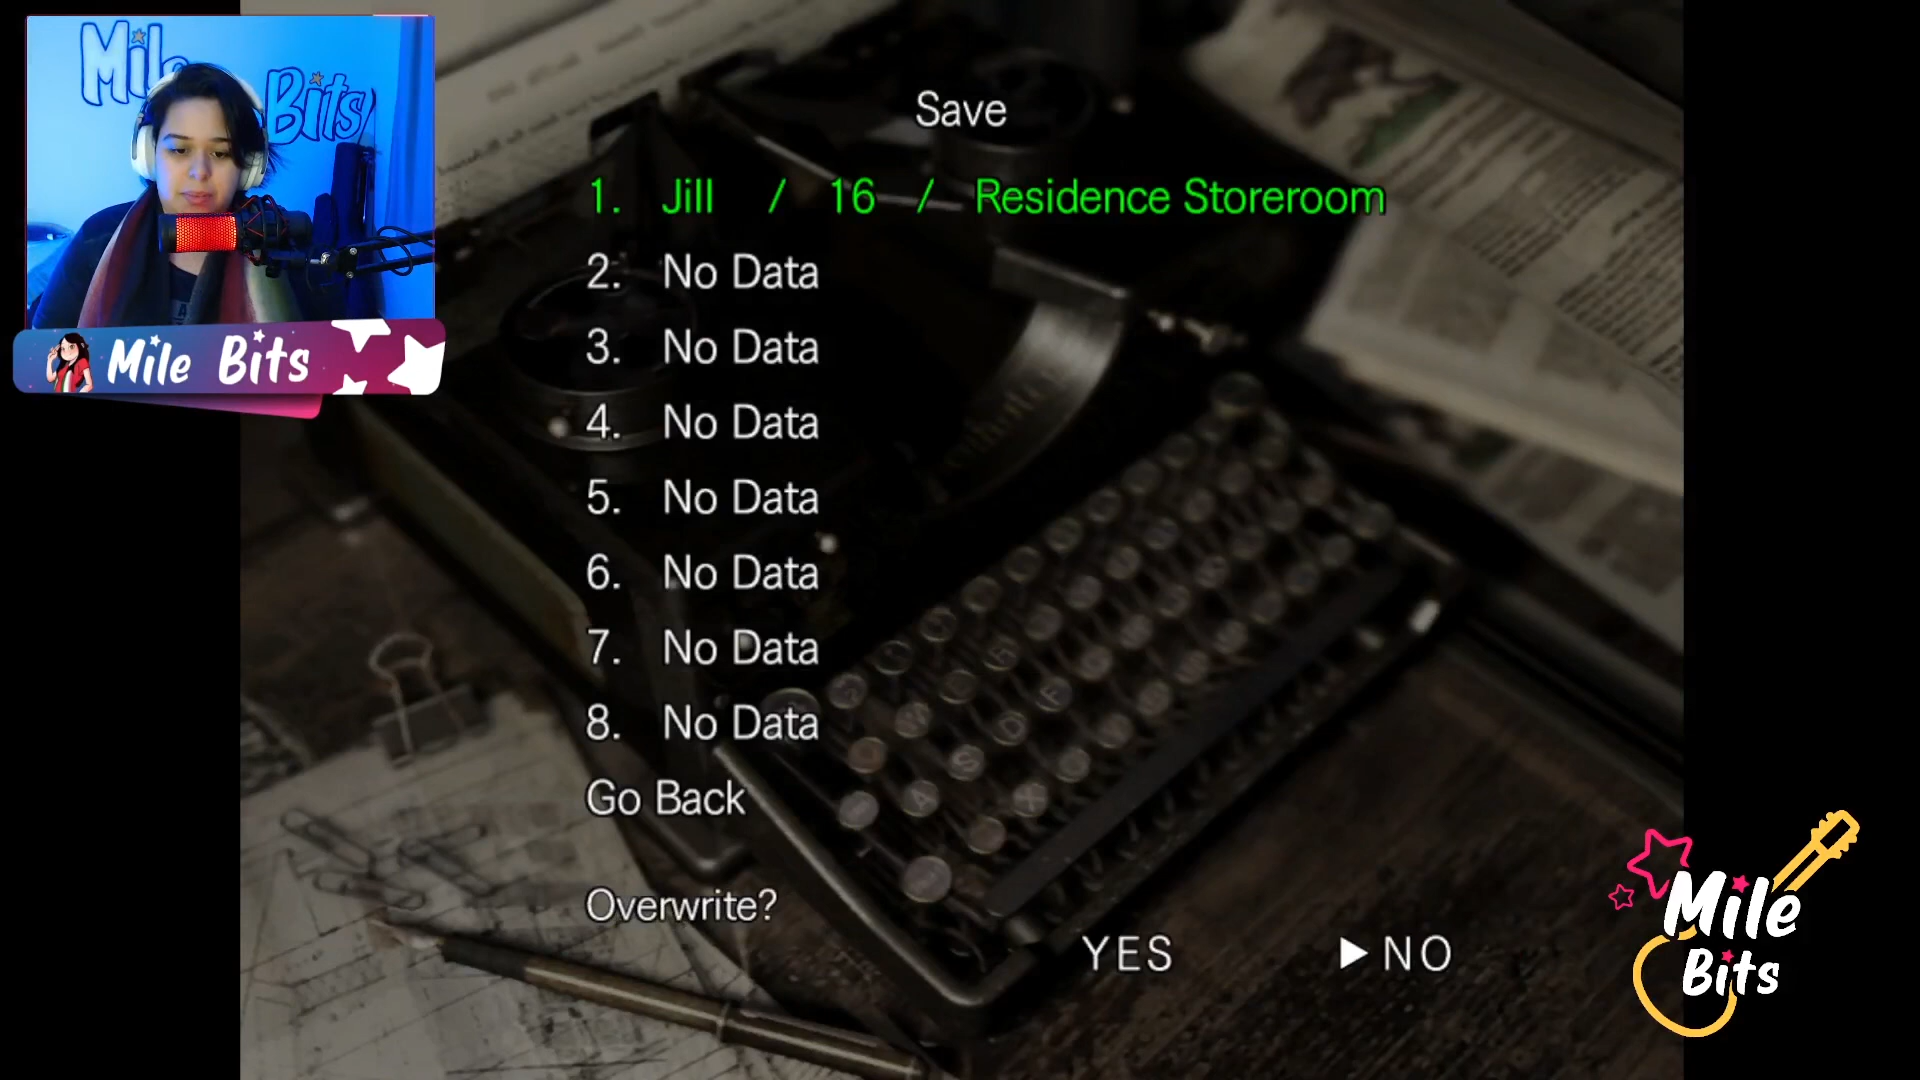 Mile
Bits
Mile Bits
Save
1. Jill / 16 / Residence Storeroom
2. No Data
3. No Data
4. No Data
5. No Data
6. No Data
7. No Data
8. No Data
Go Back
Overwrite?
YES ▶ NO
Mile
Bits